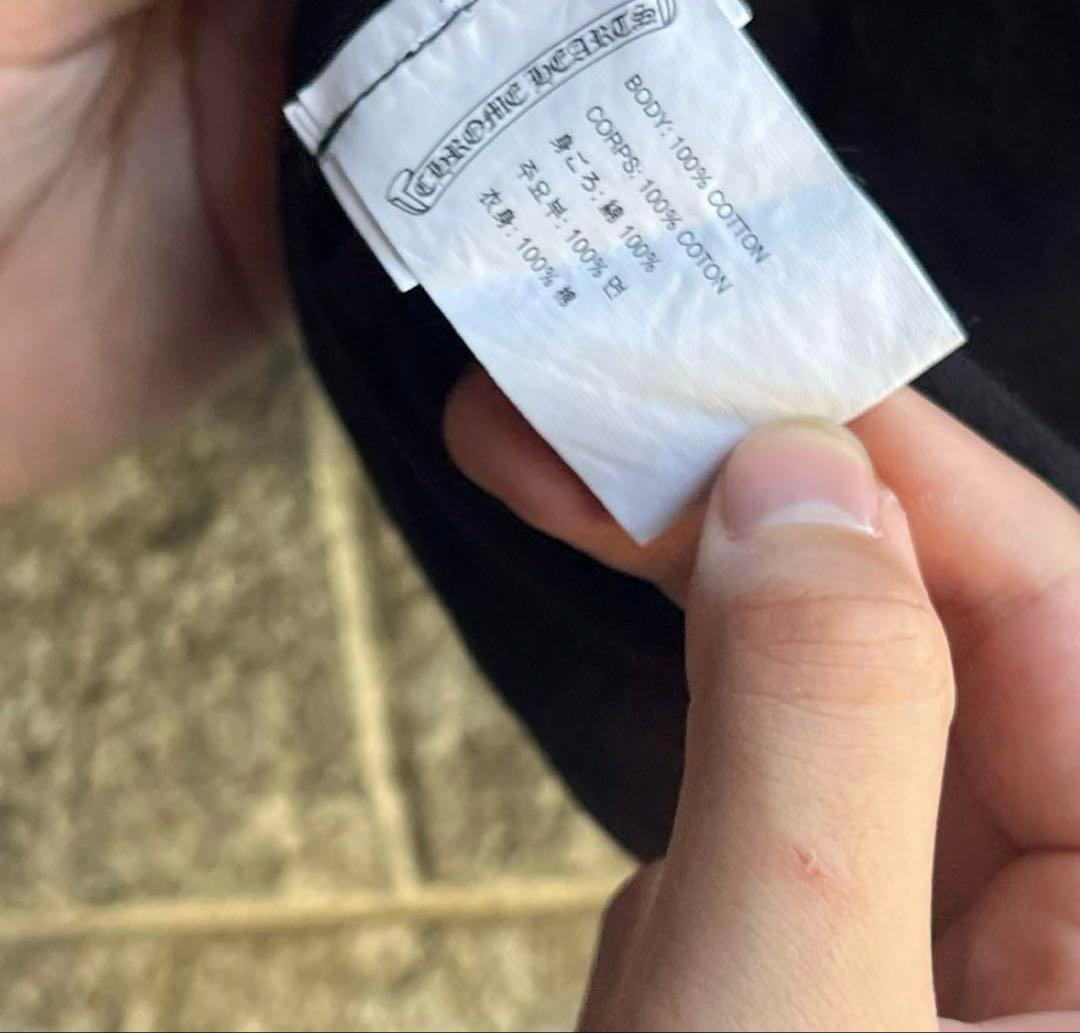 CHROME HEARTS
BODY: 100% COTTON
CORPS: 100% COTON
身ごろ: 綿 100%
주요부: 100% 면
衣身: 100% 棉